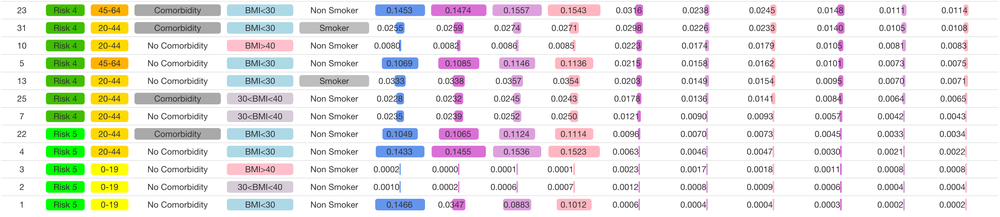 23 Risk 4 45-64 Comorbidity BMI<30 Non Smoker 0.1453 0.1474 0.1557 0.1543 0.0316 0.0238 0.0245 0.0148 0.0111 0.0114
31 Risk 4 20-44 Comorbidity BMI<30 Smoker 0.0255 0.0259 0.0274 0.0271 0.0298 0.0226 0.0233 0.0140 0.0105 0.0108
10 Risk 4 20-44 No Comorbidity BMI>40 Non Smoker 0.0080 0.0082 0.0086 0.0085 0.0223 0.0174 0.0179 0.0105 0.0081 0.0083
5 Risk 4 45-64 No Comorbidity BMI<30 Non Smoker 0.1069 0.1085 0.1146 0.1136 0.0215 0.0158 0.0162 0.0101 0.0073 0.0075
13 Risk 4 20-44 No Comorbidity BMI<30 Smoker 0.0333 0.0338 0.0357 0.0354 0.0203 0.0149 0.0154 0.0095 0.0070 0.0071
25 Risk 4 20-44 Comorbidity 30<BMI<40 Non Smoker 0.0228 0.0232 0.0245 0.0243 0.0178 0.0136 0.0141 0.0084 0.0064 0.0065
7 Risk 4 20-44 No Comorbidity 30<BMI<40 Non Smoker 0.0235 0.0239 0.0252 0.0250 0.0121 0.0090 0.0093 0.0057 0.0042 0.0043
22 Risk 5 20-44 Comorbidity BMI<30 Non Smoker 0.1049 0.1065 0.1124 0.1114 0.0096 0.0070 0.0073 0.0045 0.0033 0.0034
4 Risk 5 20-44 No Comorbidity BMI<30 Non Smoker 0.1433 0.1455 0.1536 0.1523 0.0063 0.0046 0.0047 0.0030 0.0021 0.0022
3 Risk 5 0-19 No Comorbidity BMI>40 Non Smoker 0.0002 0.0000 0.0001 0.0001 0.0023 0.0017 0.0018 0.0011 0.0008 0.0008
2 Risk 5 0-19 No Comorbidity 30<BMI<40 Non Smoker 0.0010 0.0002 0.0006 0.0007 0.0012 0.0008 0.0009 0.0006 0.0004 0.0004
1 Risk 5 0-19 No Comorbidity BMI<30 Non Smoker 0.1466 0.0347 0.0883 0.1012 0.0006 0.0004 0.0004 0.0003 0.0002 0.0002